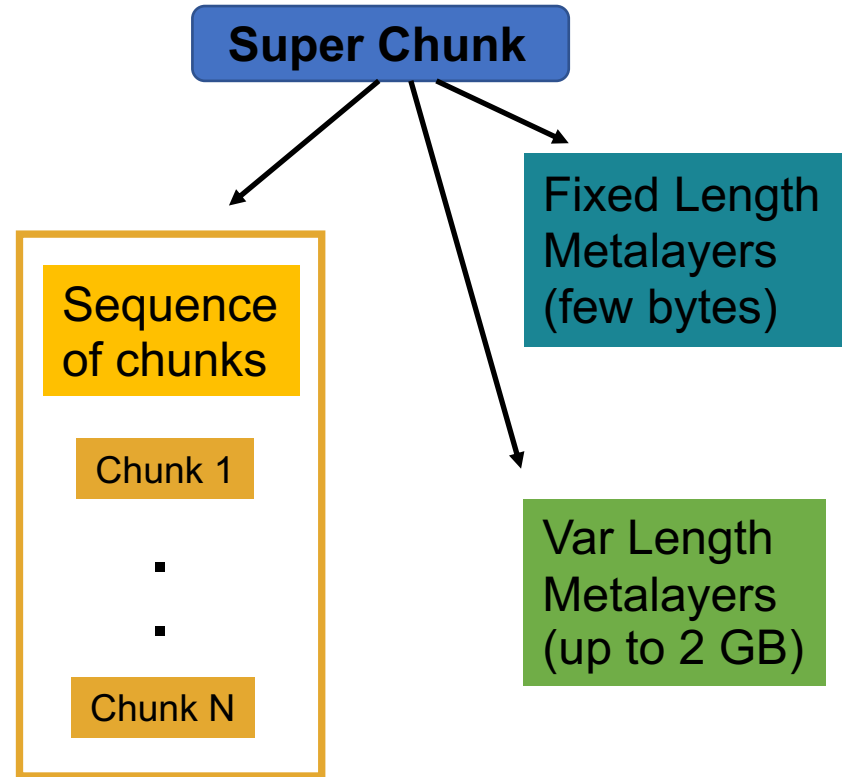 Super Chunk
Fixed Length
Metalayers
(few bytes)
Sequence
of chunks
Chunk 1
.
.
Chunk N
Var Length
Metalayers
(up to 2 GB)